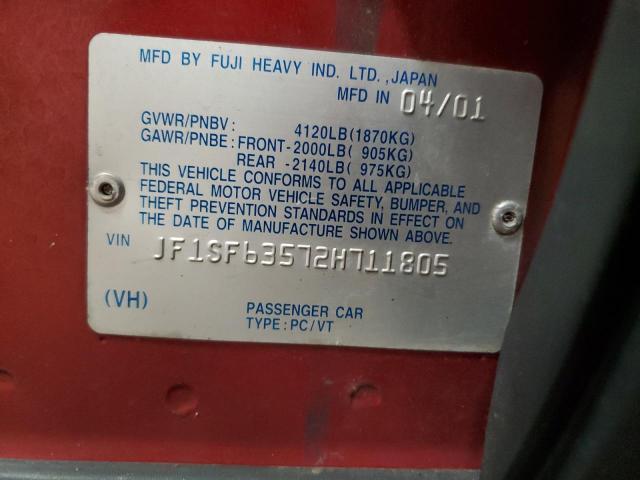 MFD BY FUJI HEAVY IND. LTD., JAPAN
MFD IN 04/01
GVWR/PNBV: 4120LB(1870KG)
GAWR/PNBE: FRONT-2000LB( 905KG)
REAR -2140LB( 975KG)
THIS VEHICLE CONFORMS TO ALL APPLICABLE
FEDERAL MOTOR VEHICLE SAFETY, BUMPER, AND
THEFT PREVENTION STANDARDS IN EFFECT ON
THE DATE OF MANUFACTURE SHOWN ABOVE.
VIN JF1SF63572H711805
(VH) PASSENGER CAR
TYPE: PC/VT